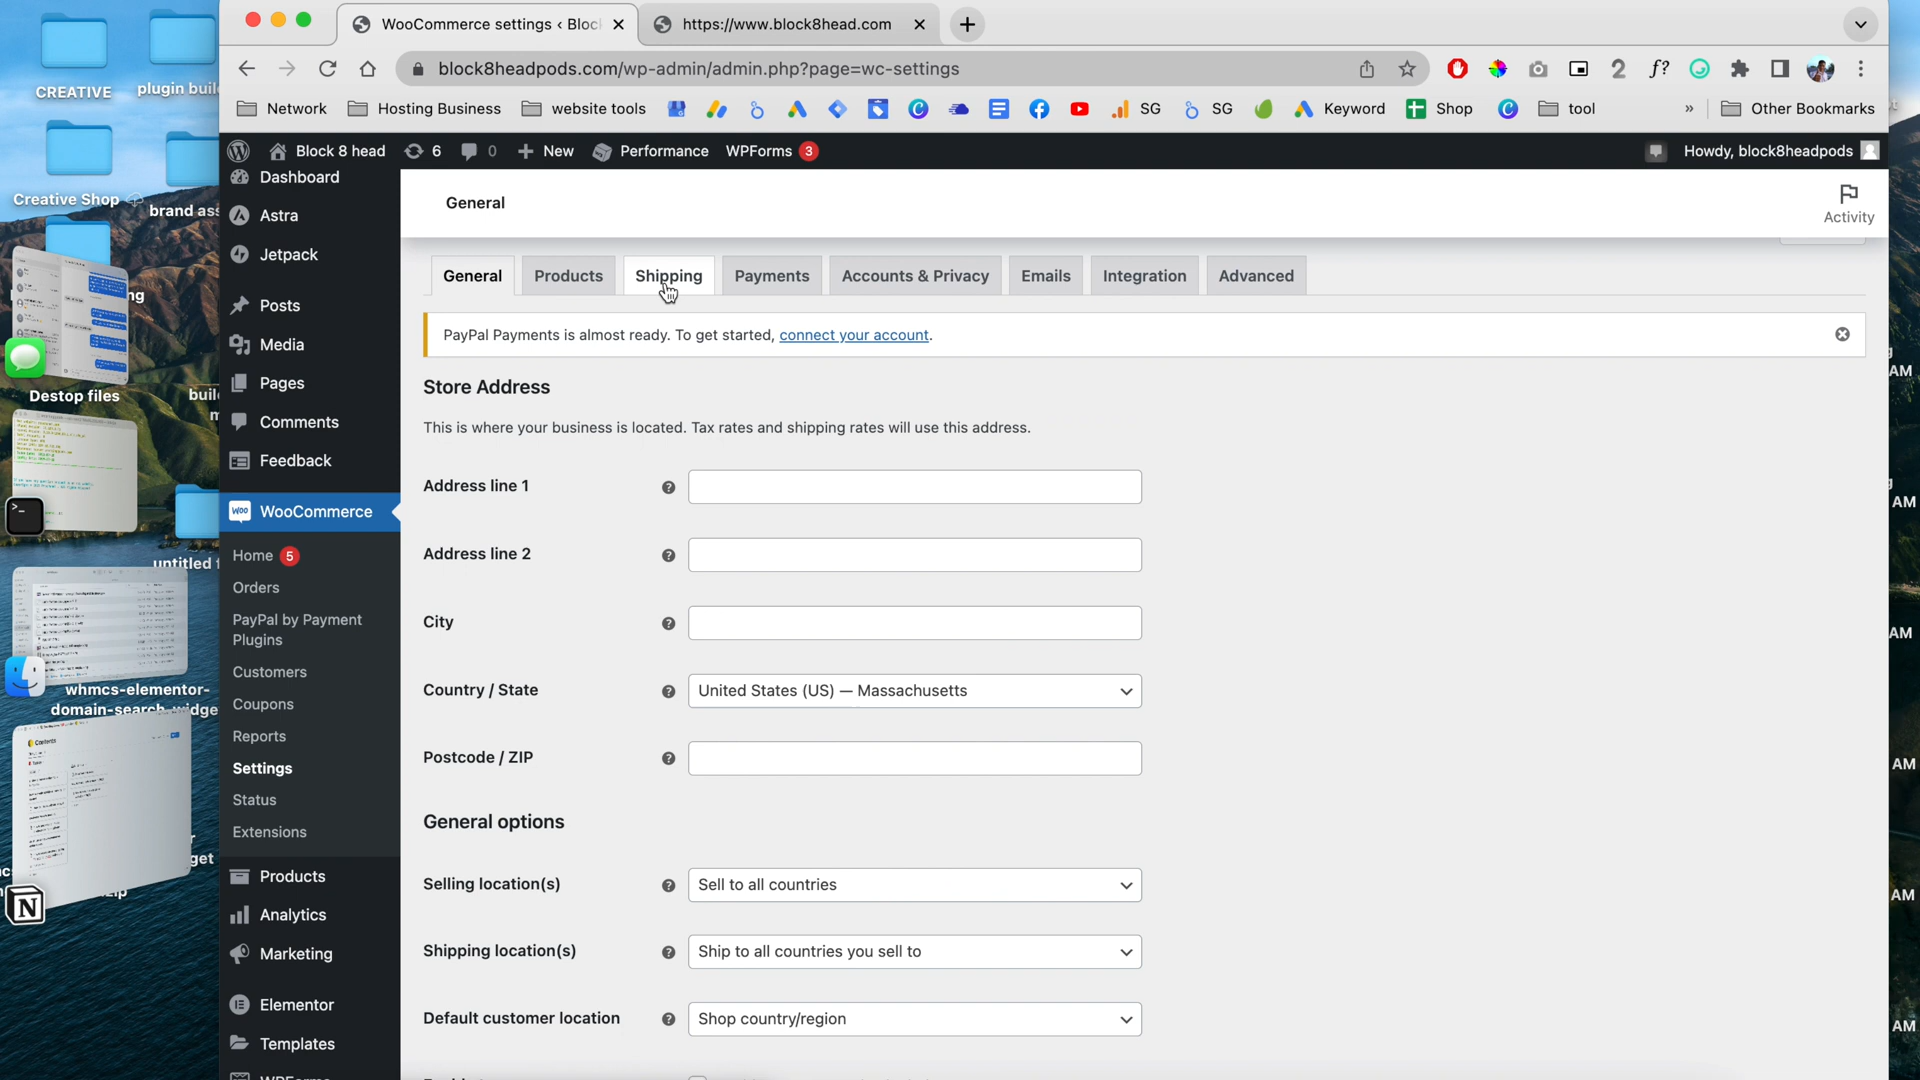 WooCommerce settings ‹ Bloc
https://www.block8head.com
block8headpods.com/wp-admin/admin.php?page=wc-settings
Network
Hosting Business
website tools
SG
SG
Keyword
Shop
tool
»
Other Bookmarks
Block 8 head
6
0
New
Performance
WPForms 3
Howdy, block8headpods
CREATIVE
plugin buil
Creative Shop
brand ass
ng
Destop files
buil
untitled f
whmcs-elementor-
domain-search-widge
get
Dashboard
Astra
Jetpack
Posts
Media
Pages
Comments
Feedback
WooCommerce
Home 5
Orders
PayPal by Payment
Plugins
Customers
Coupons
Reports
Settings
Status
Extensions
Products
Analytics
Marketing
Elementor
Templates
General
Activity
General
Products
Shipping
Payments
Accounts & Privacy
Emails
Integration
Advanced
PayPal Payments is almost ready. To get started, connect your account.
Store Address
This is where your business is located. Tax rates and shipping rates will use this address.
Address line 1
Address line 2
City
Country / State
United States (US) — Massachusetts
Postcode / ZIP
General options
Selling location(s)
Sell to all countries
Shipping location(s)
Ship to all countries you sell to
Default customer location
Shop country/region
AM
AM
AM
AM
AM
AM